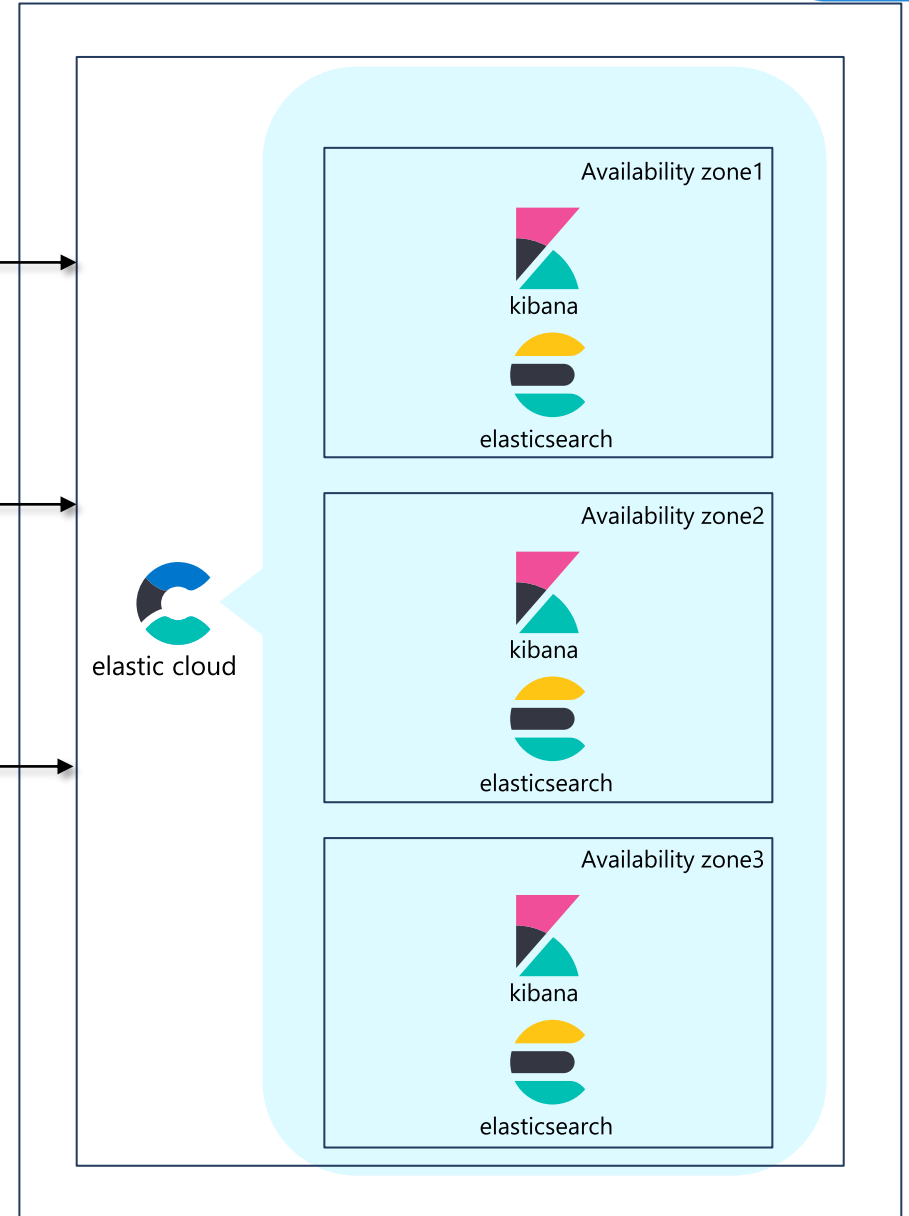 Availability zone1
kibana
elasticsearch
Availability zone2
kibana
elasticsearch
elastic cloud
Availability zone3
kibana
elasticsearch